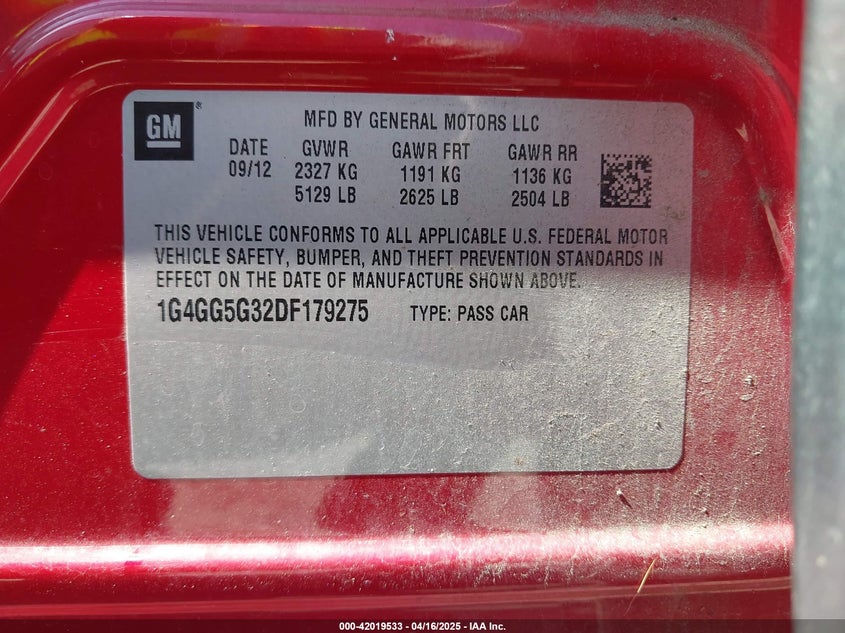 GM ®
MFD BY GENERAL MOTORS LLC
DATE GVWR GAWR FRT GAWR RR
09/12 2327 KG 1191 KG 1136 KG
5129 LB 2625 LB 2504 LB
THIS VEHICLE CONFORMS TO ALL APPLICABLE U.S. FEDERAL MOTOR
VEHICLE SAFETY, BUMPER, AND THEFT PREVENTION STANDARDS IN
EFFECT ON THE DATE OF MANUFACTURE SHOWN ABOVE.
1G4GG5G32DF179275 TYPE: PASS CAR
000-42019533 - 04/16/2025 - IAA Inc.